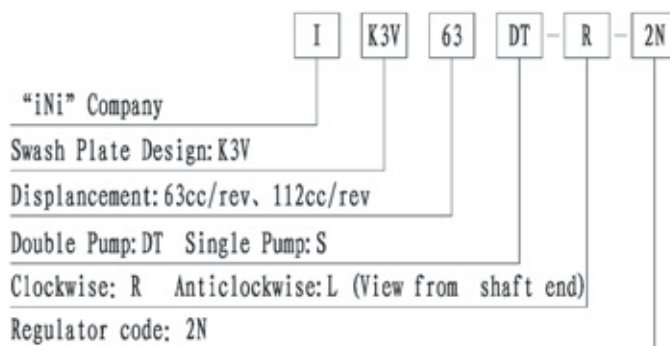 I K3V 63 DT - R - 2N
“iNi” Company
Swash Plate Design:K3V
Displancement:63cc/rev、112cc/rev
Double Pump:DT Single Pump:S
Clockwise: R Anticlockwise:L (View from shaft end)
Regulator code: 2N